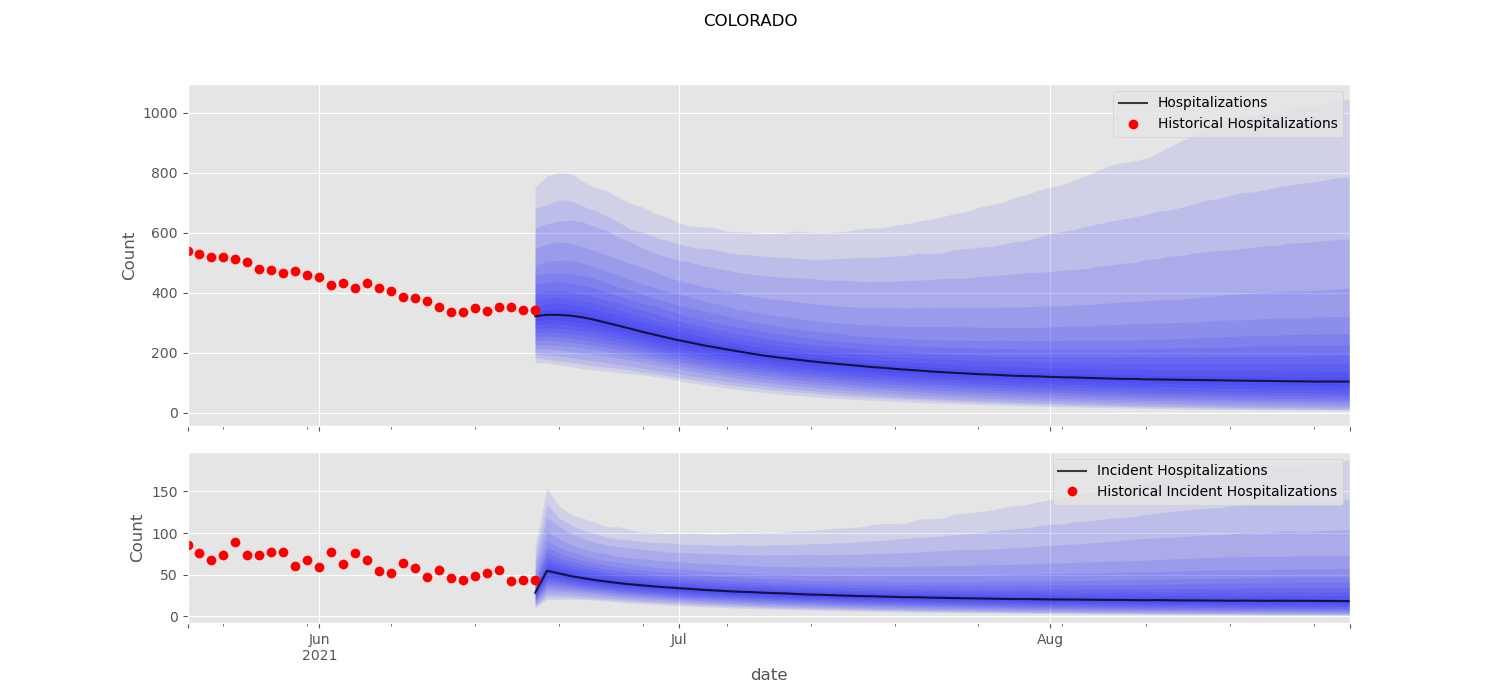 COLORADO
Hospitalizations
Historical Hospitalizations
1000
800
600
400
200
0
Count
Incident Hospitalizations
Historical Incident Hospitalizations
150
100
50
0
Count
Jun
2021
Jul
Aug
date